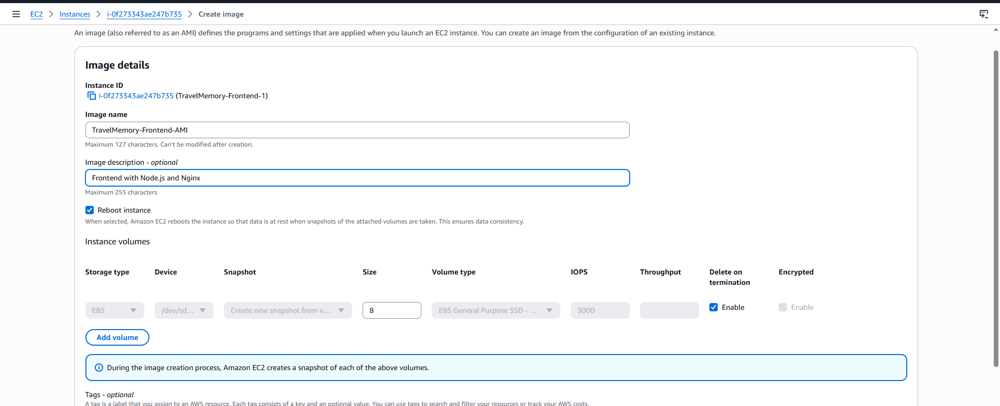 EC2 Instances i-0f273343ae247b735 Create image
An image (also referred to as an AMI) defines the programs and settings that are applied when you launch an EC2 instance. You can create an image from the configuration of an existing instance.
Image details
Instance ID
i-0f273343ae247b735 (TravelMemory-Frontend-1)
Image name
TravelMemory-Frontend-AMI
Maximum 127 characters. Can't be modified after creation.
Image description - optional
Frontend with Node.js and Nginx
Maximum 255 characters
Reboot instance
When selected, Amazon EC2 reboots the instance so that data is at rest when snapshots of the attached volumes are taken. This ensures data consistency.
Instance volumes
Storage type Device Snapshot Size Volume type IOPS Throughput Delete on termination Encrypted
EBS /dev/sd... Create new snapshot from v... 8 EBS General Purpose SSD - ... 3000 Enable Enable
Add volume
During the image creation process, Amazon EC2 creates a snapshot of each of the above volumes.
Tags - optional
A tag is a label that you assign to an AWS resource. Each tag consists of a key and an optional value. You can use tags to search and filter your resources or track your AWS costs.